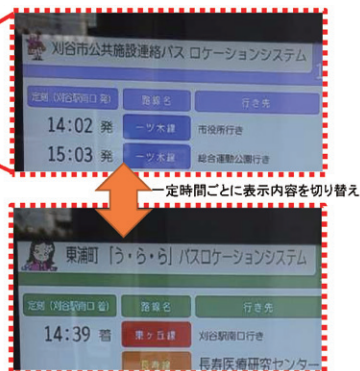 刈谷市公共施設連絡バス ロケーションシステム
定刻（刈谷駅南口 発） 路線名 行き先
14:02 発 一ツ木線 市役所行き
15:03 発 一ツ木線 総合運動公園行き
一定時間ごとに表示内容を切り替え
東浦町「う・ら・ら」バスロケーションシステム
定刻（刈谷駅南口 着） 路線名 行き先
14:39 着 東ヶ丘線 刈谷駅南口行き
長寿線 長寿医療研究センター